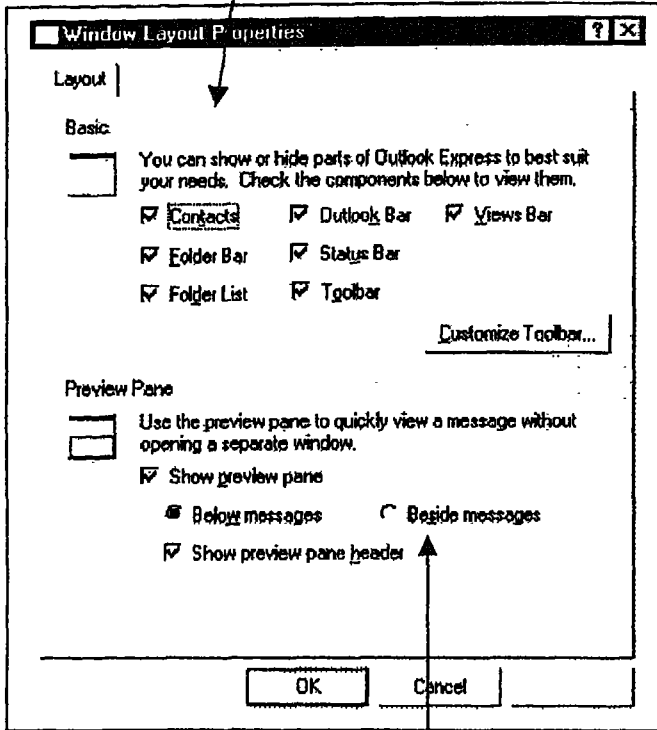 Window Layout Properties
Layout
Basic
You can show or hide parts of Outlook Express to best suit
your needs. Check the components below to view them.
Contacts Outlook Bar Views Bar
Folder Bar Status Bar
Folder List Toolbar
Customize Toolbar...
Preview Pane
Use the preview pane to quickly view a message without
opening a separate window.
Show preview pane
Below messages Beside messages
Show preview pane header
OK Cancel